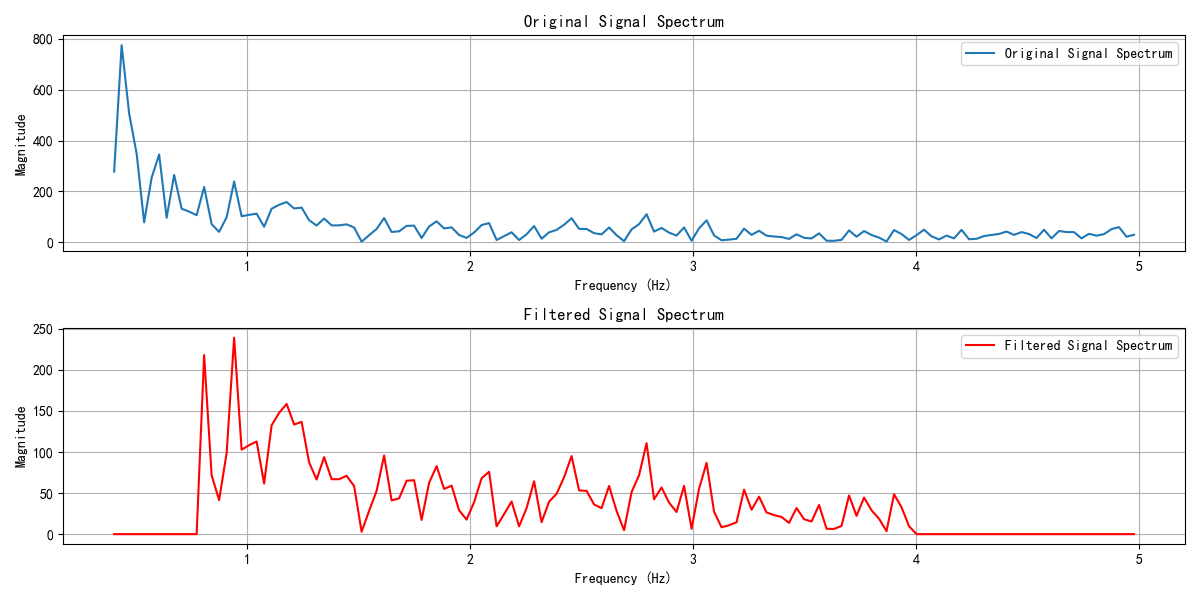 Original Signal Spectrum
800
600
400
200
0
Magnitude
Original Signal Spectrum
1 2 3 4 5
Frequency (Hz)
Filtered Signal Spectrum
250
200
150
100
50
0
Magnitude
Filtered Signal Spectrum
1 2 3 4 5
Frequency (Hz)